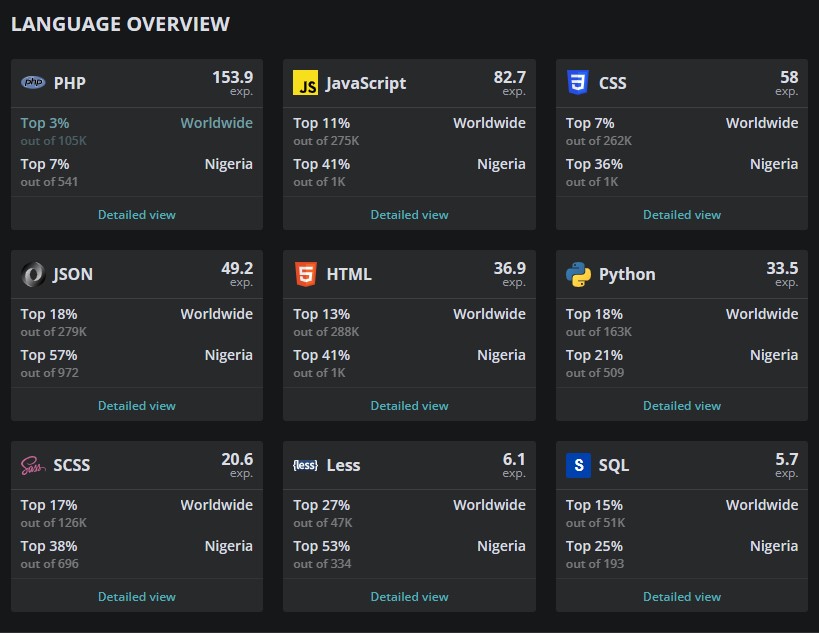 LANGUAGE OVERVIEW
php PHP 153.9
exp.
Top 3% Worldwide
out of 105K
Top 7% Nigeria
out of 541
Detailed view
JS JavaScript 82.7
exp.
Top 11% Worldwide
out of 275K
Top 41% Nigeria
out of 1K
Detailed view
3 CSS 58
exp.
Top 7% Worldwide
out of 262K
Top 36% Nigeria
out of 1K
Detailed view
JSON 49.2
exp.
Top 18% Worldwide
out of 279K
Top 57% Nigeria
out of 972
Detailed view
5 HTML 36.9
exp.
Top 13% Worldwide
out of 288K
Top 41% Nigeria
out of 1K
Detailed view
Python 33.5
exp.
Top 18% Worldwide
out of 163K
Top 21% Nigeria
out of 509
Detailed view
Sass SCSS 20.6
exp.
Top 17% Worldwide
out of 126K
Top 38% Nigeria
out of 696
Detailed view
{less} Less 6.1
exp.
Top 27% Worldwide
out of 47K
Top 53% Nigeria
out of 334
Detailed view
S SQL 5.7
exp.
Top 15% Worldwide
out of 51K
Top 25% Nigeria
out of 193
Detailed view